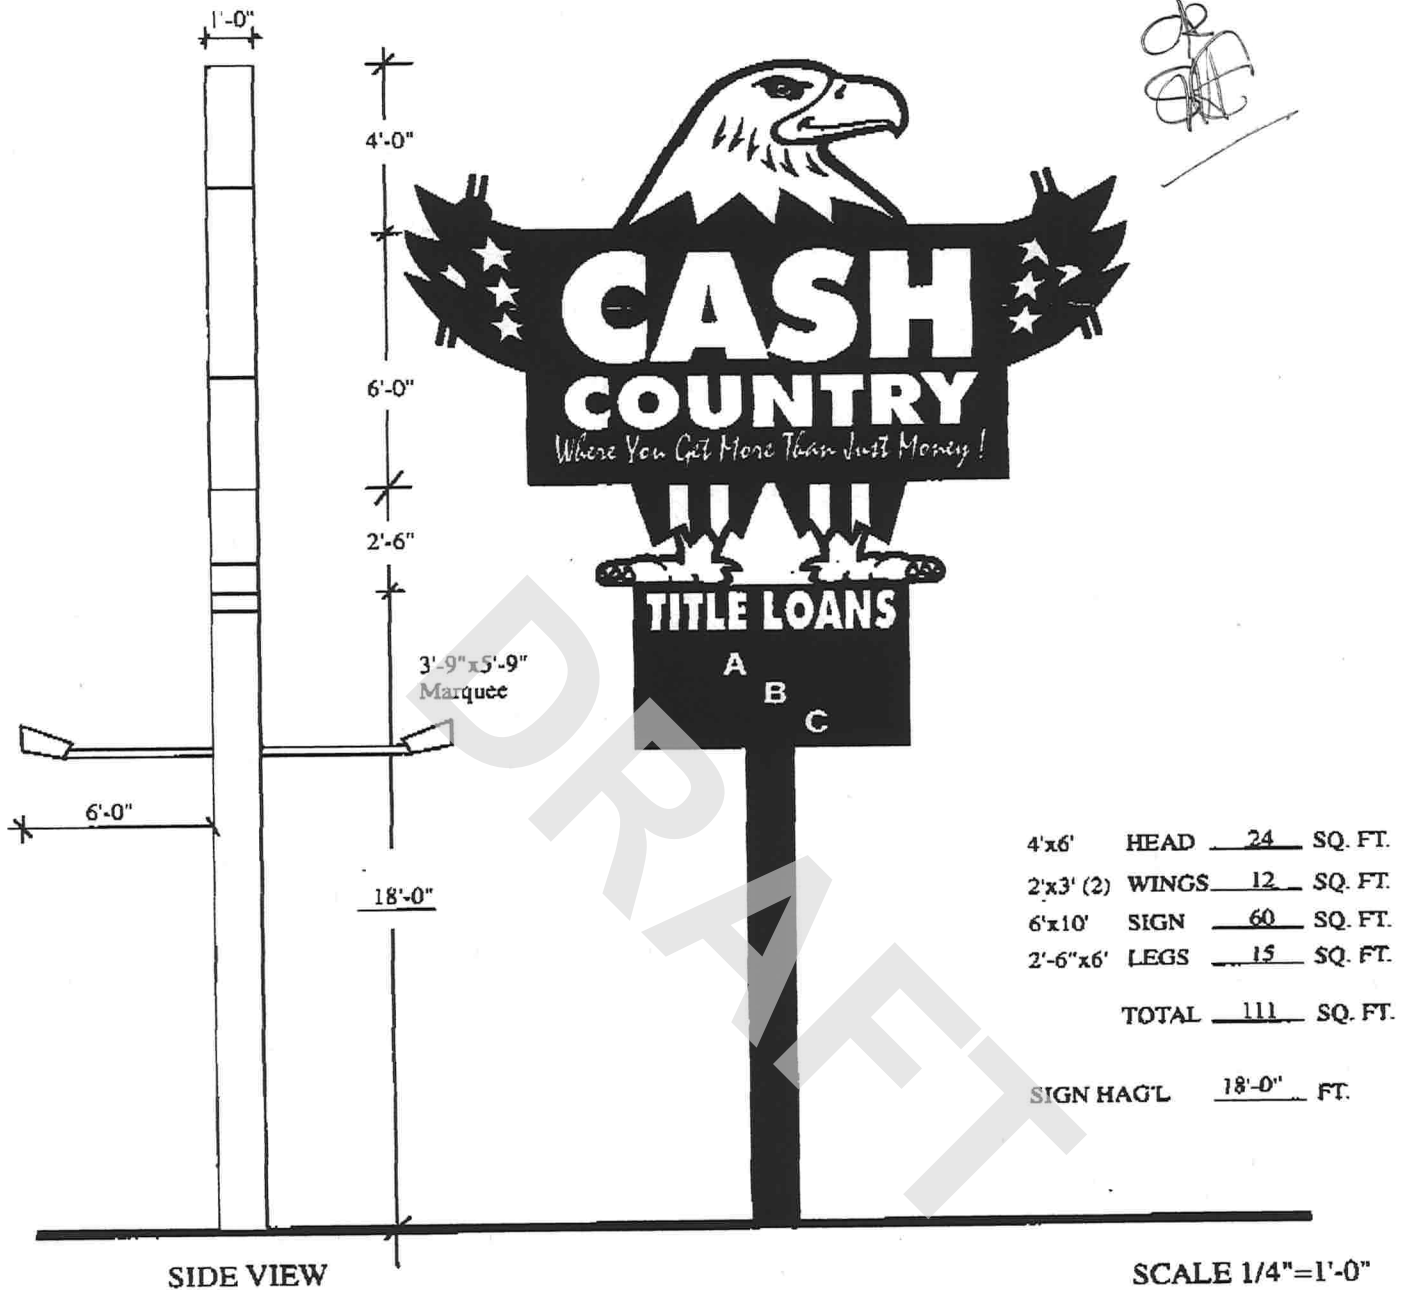 1'-0"
4'-0"
6'-0"
2'-6"
3'-9"x5'-9"
Marquee
6'-0"
18'-0"
CASH
COUNTRY
Where You Get More Than Just Money!
TITLE LOANS
A
B
C
4'x6' HEAD 24 SQ. FT.
2'x3' (2) WINGS 12 SQ. FT.
6'x10' SIGN 60 SQ. FT.
2'-6"x6' LEGS 15 SQ. FT.
TOTAL 111 SQ. FT.
SIGN HAG'L 18'-0" FT.
DRAFT
SIDE VIEW
SCALE 1/4"=1'-0"